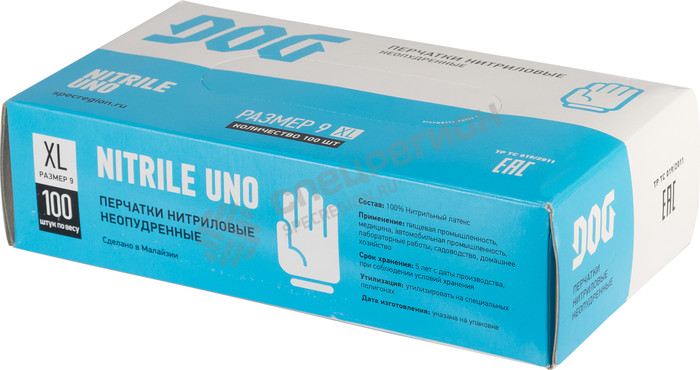 DOG
ПЕРЧАТКИ НИТРИЛОВЫЕ
НЕОПУДРЕННЫЕ
NITRILE
UNO
specregion.ru
РАЗМЕР 9 XL
КОЛИЧЕСТВО 100 ШТ
ТР ТС 019/2011
EAC
XL
РАЗМЕР 9
100
штук по весу
NITRILE UNO
ПЕРЧАТКИ НИТРИЛОВЫЕ
НЕОПУДРЕННЫЕ
Сделано в Малайзии
Состав: 100% Нитрильный латекс
Применение: пищевая промышленность,
медицина, автомобильная промышленность,
лабораторные работы, садоводство, домашнее
хозяйство
Срок хранения: 5 лет с даты производства,
при соблюдении условий хранения
Утилизация: утилизировать на специальных
полигонах
Дата изготовления: указана на упаковке
DOG
ПЕРЧАТКИ
НИТРИЛОВЫЕ
НЕОПУДРЕННЫЕ
ТР ТС 019/2011
EAC
спецрегион
SPECREGION.RU